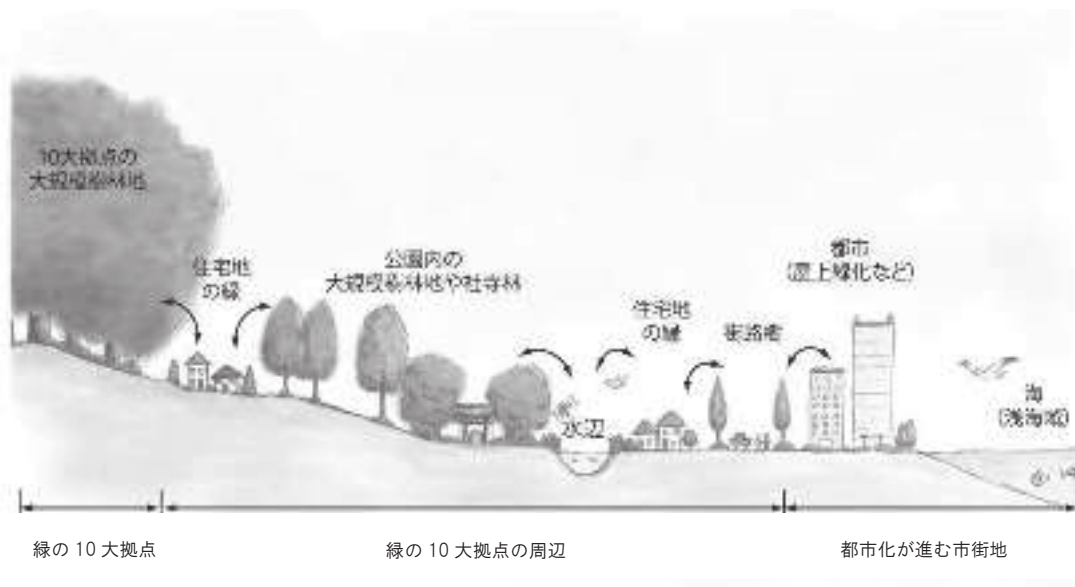 10大拠点の
大規模樹林地
住宅地
の緑
公園内の
大規模樹林地や社寺林
水辺
住宅地
の緑
街路樹
都市
(屋上緑化など)
海
(浅海域)
緑の 10 大拠点
緑の 10 大拠点の周辺
都市化が進む市街地